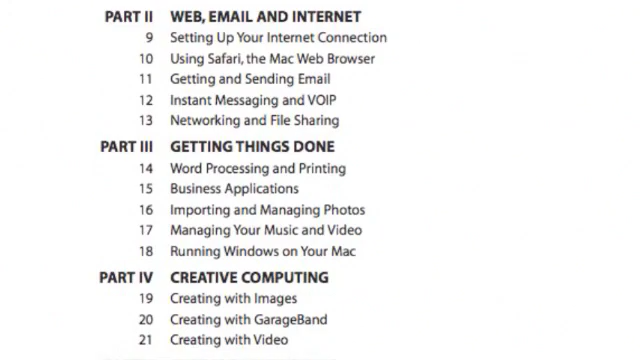 PART II WEB, EMAIL AND INTERNET
9 Setting Up Your Internet Connection
10 Using Safari, the Mac Web Browser
11 Getting and Sending Email
12 Instant Messaging and VOIP
13 Networking and File Sharing
PART III GETTING THINGS DONE
14 Word Processing and Printing
15 Business Applications
16 Importing and Managing Photos
17 Managing Your Music and Video
18 Running Windows on Your Mac
PART IV CREATIVE COMPUTING
19 Creating with Images
20 Creating with GarageBand
21 Creating with Video